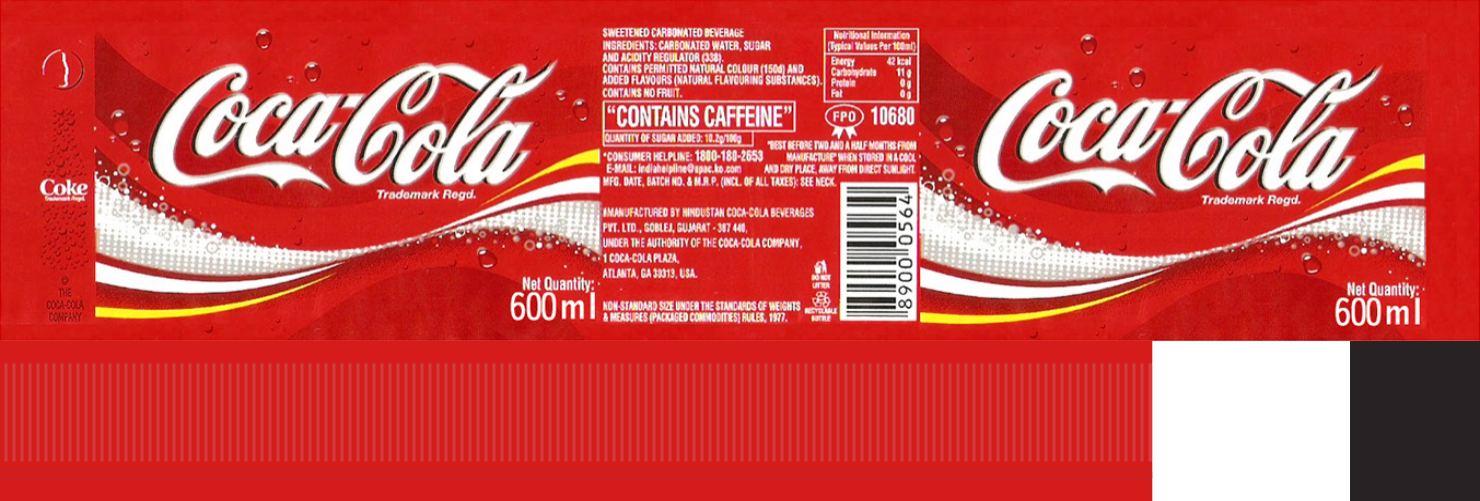 Coke
Trademark Regd.
©
THE
COCA-COLA
COMPANY
Coca-Cola
Trademark Regd.
Net Quantity:
600 ml
SWEETENED CARBONATED BEVERAGE
INGREDIENTS: CARBONATED WATER, SUGAR
AND ACIDITY REGULATOR (338).
CONTAINS PERMITTED NATURAL COLOUR (150d) AND
ADDED FLAVOURS (NATURAL FLAVOURING SUBSTANCES).
CONTAINS NO FRUIT.
"CONTAINS CAFFEINE"
QUANTITY OF SUGAR ADDED: 10.2g/100g
Nutritional Information
(Typical Values Per 100ml)
Energy 42 kcal
Carbohydrate 11 g
Protein 0 g
Fat 0 g
FPO 10680
*CONSUMER HELPLINE: 1800-180-2653
E-MAIL: indiahelpline@apac.ko.com
"BEST BEFORE TWO AND A HALF MONTHS FROM
MANUFACTURE" WHEN STORED IN A COOL
AND DRY PLACE, AWAY FROM DIRECT SUNLIGHT.
MFG. DATE, BATCH NO. & M.R.P. (INCL. OF ALL TAXES): SEE NECK.
MANUFACTURED BY HINDUSTAN COCA-COLA BEVERAGES
PVT. LTD., GOBLEJ, GUJARAT - 387 440,
UNDER THE AUTHORITY OF THE COCA-COLA COMPANY,
1 COCA-COLA PLAZA,
ATLANTA, GA 30313, USA.
NON-STANDARD SIZE UNDER THE STANDARDS OF WEIGHTS
& MEASURES (PACKAGED COMMODITIES) RULES, 1977.
DO NOT
LITTER
RECYCLABLE
BOTTLE
8900 0564
Coca-Cola
Trademark Regd.
Net Quantity:
600 ml